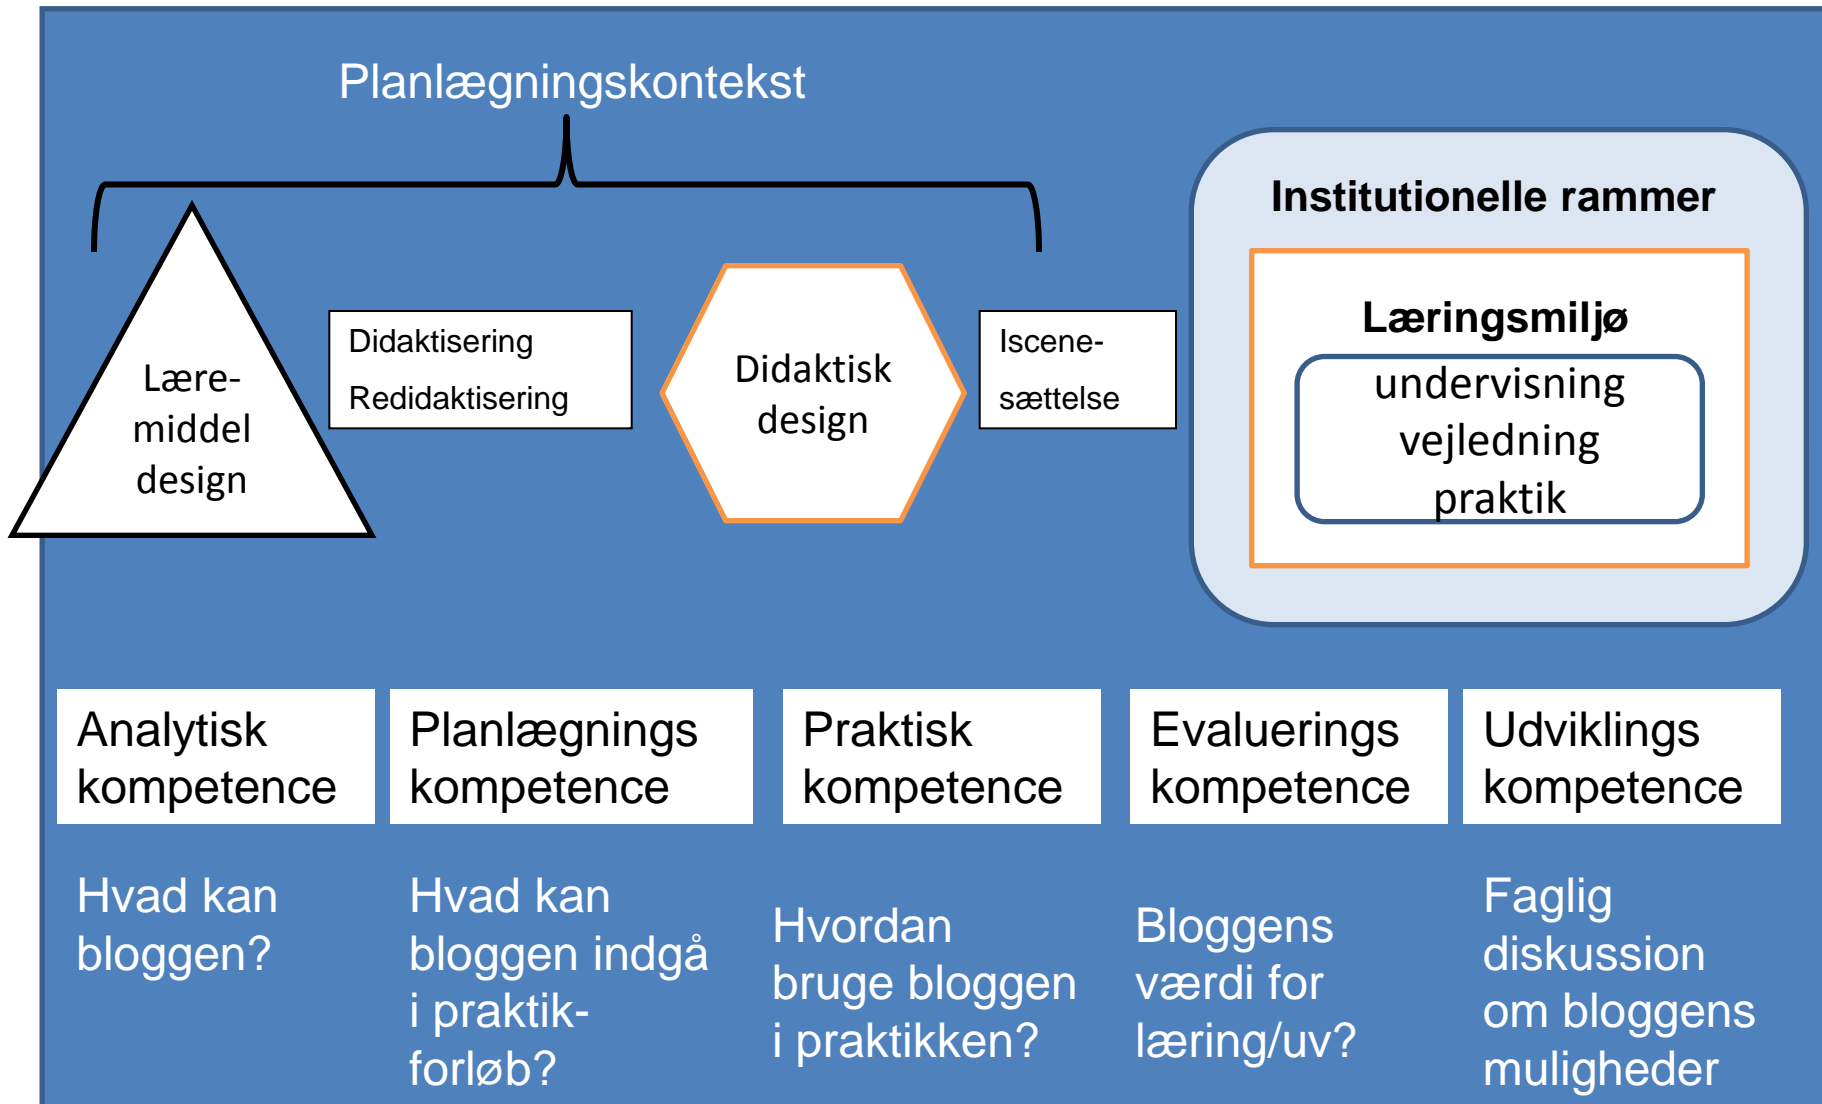 Planlægningskontekst
Lære-
middel
design
Didaktisering
Redidaktisering
Didaktisk
design
Iscene-
sættelse
Institutionelle rammer
Læringsmiljø
undervisning
vejledning
praktik
Analytisk
kompetence
Planlægnings
kompetence
Praktisk
kompetence
Evaluerings
kompetence
Udviklings
kompetence
Hvad kan
bloggen?
Hvad kan
bloggen indgå
i praktik-
forløb?
Hvordan
bruge bloggen
i praktikken?
Bloggens
værdi for
læring/uv?
Faglig
diskussion
om bloggens
muligheder